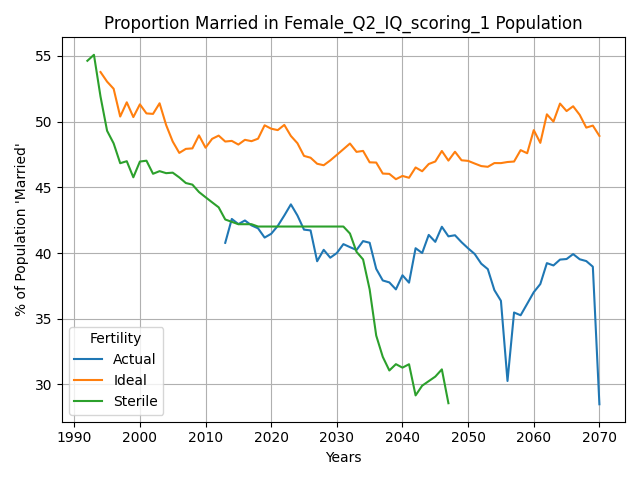 Proportion Married in Female_Q2_IQ_scoring_1 Population
% of Population 'Married'
55
50
45
40
35
30
Fertility
Actual
Ideal
Sterile
1990 2000 2010 2020 2030 2040 2050 2060 2070
Years